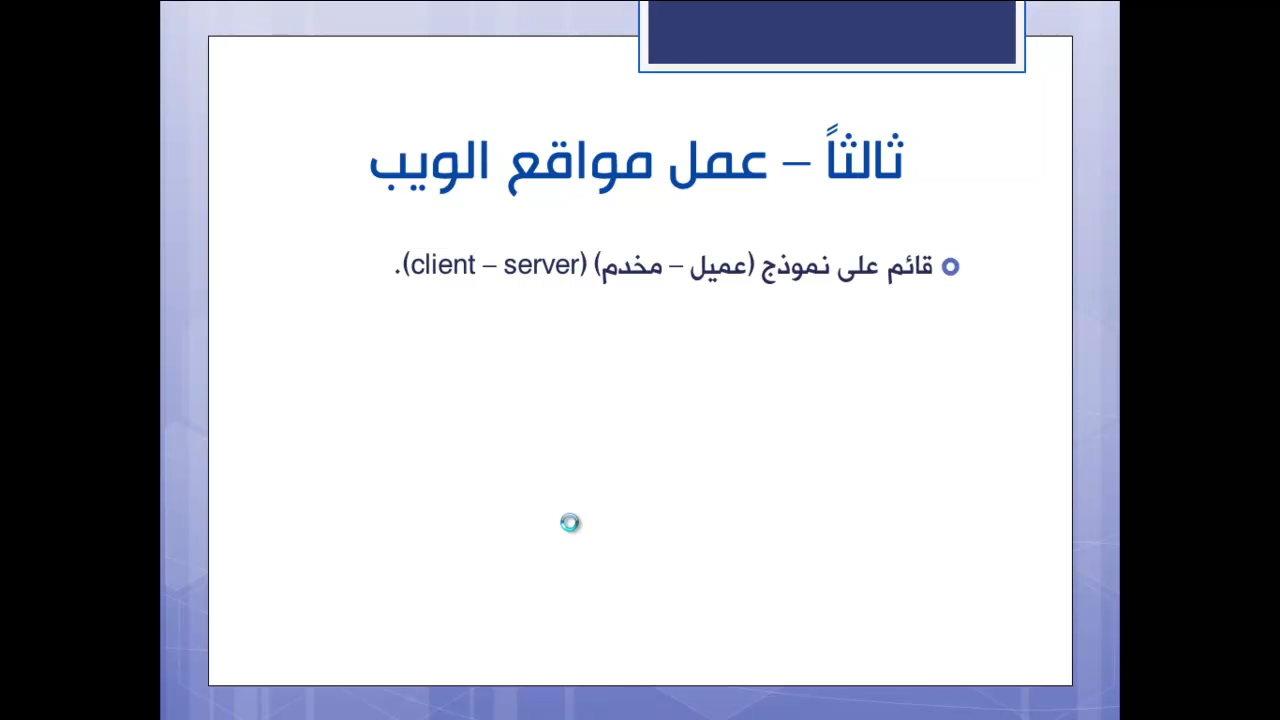 ثالثاً – عمل مواقع الويب
قائم على نموذج (عميل – مخدم) (client – server).